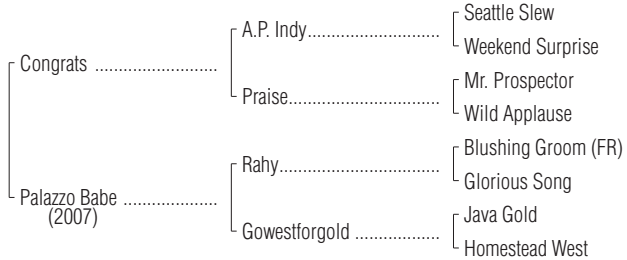 Seattle Slew
A.P. Indy................................
Weekend Surprise
Congrats ............................
Mr. Prospector
Praise.....................................
Wild Applause
Blushing Groom (FR)
Rahy.......................................
Glorious Song
Palazzo Babe .....................
(2007)
Java Gold
Gowestforgold ....................
Homestead West